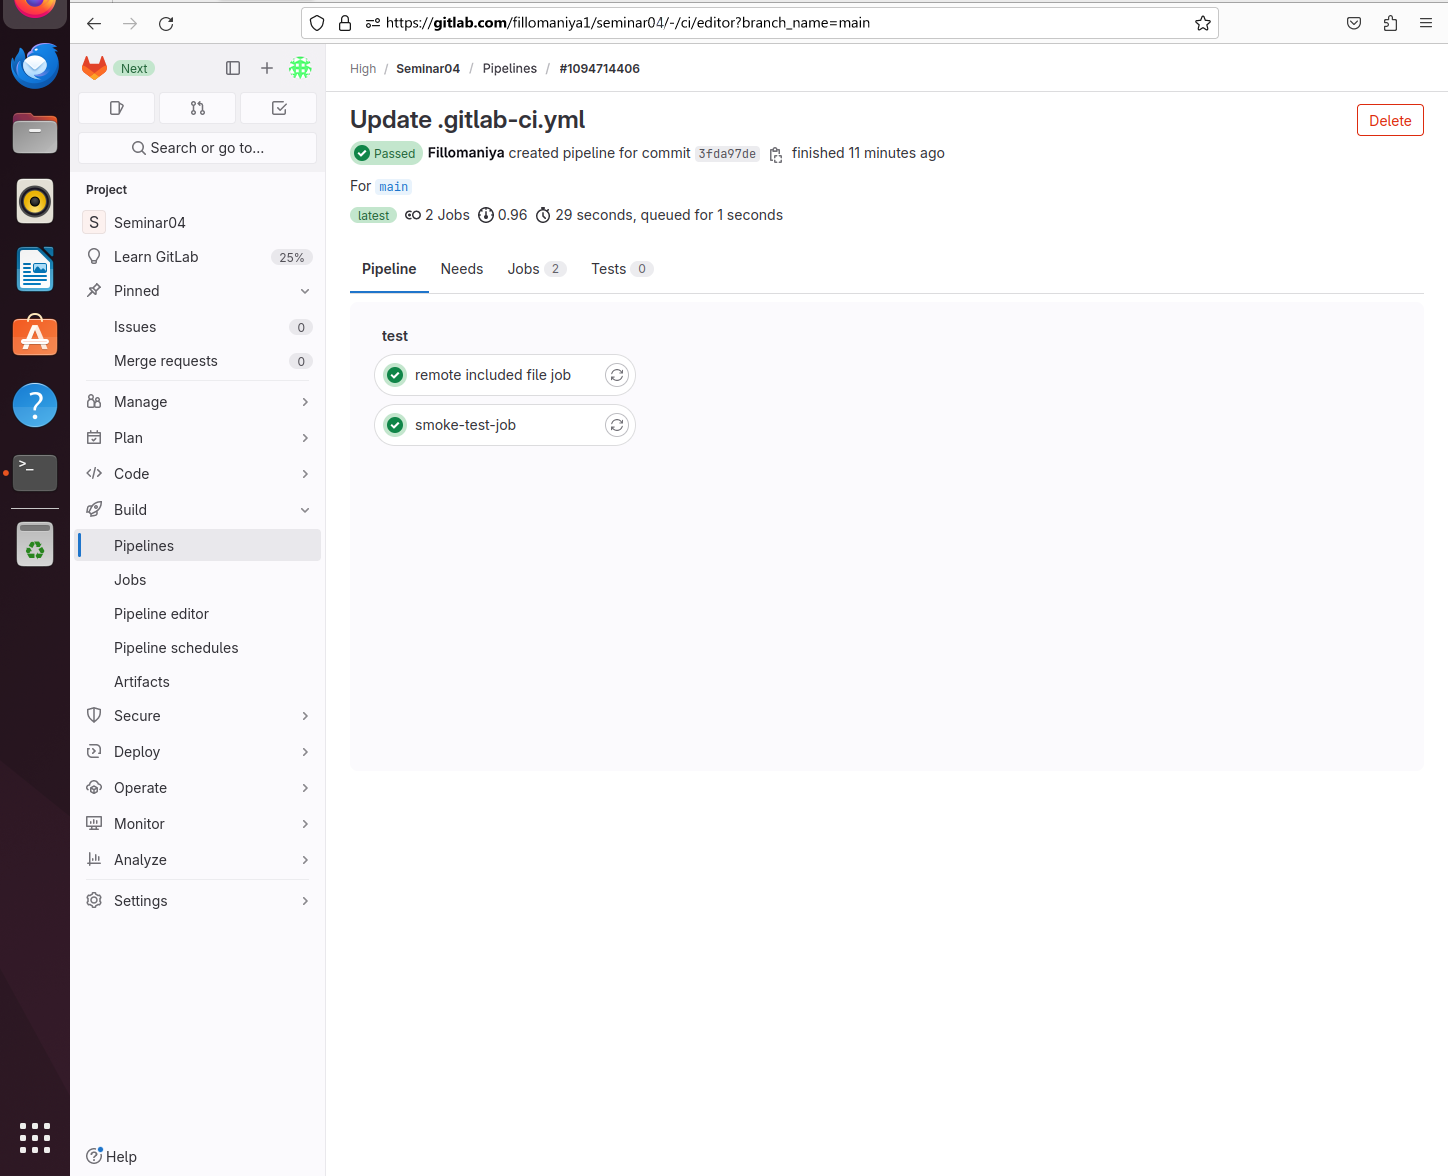 https://gitlab.com/fillomaniya1/seminar04/-/ci/editor?branch_name=main
Next
Search or go to...
Project
S Seminar04
Learn GitLab 25%
Pinned
Issues 0
Merge requests 0
Manage
Plan
Code
Build
Pipelines
Jobs
Pipeline editor
Pipeline schedules
Artifacts
Secure
Deploy
Operate
Monitor
Analyze
Settings
Help
High / Seminar04 / Pipelines / #1094714406
Update .gitlab-ci.yml
Delete
Passed Fillomaniya created pipeline for commit 3fda97de finished 11 minutes ago
For main
latest 2 Jobs 0.96 29 seconds, queued for 1 seconds
Pipeline Needs Jobs 2 Tests 0
test
remote included file job
smoke-test-job